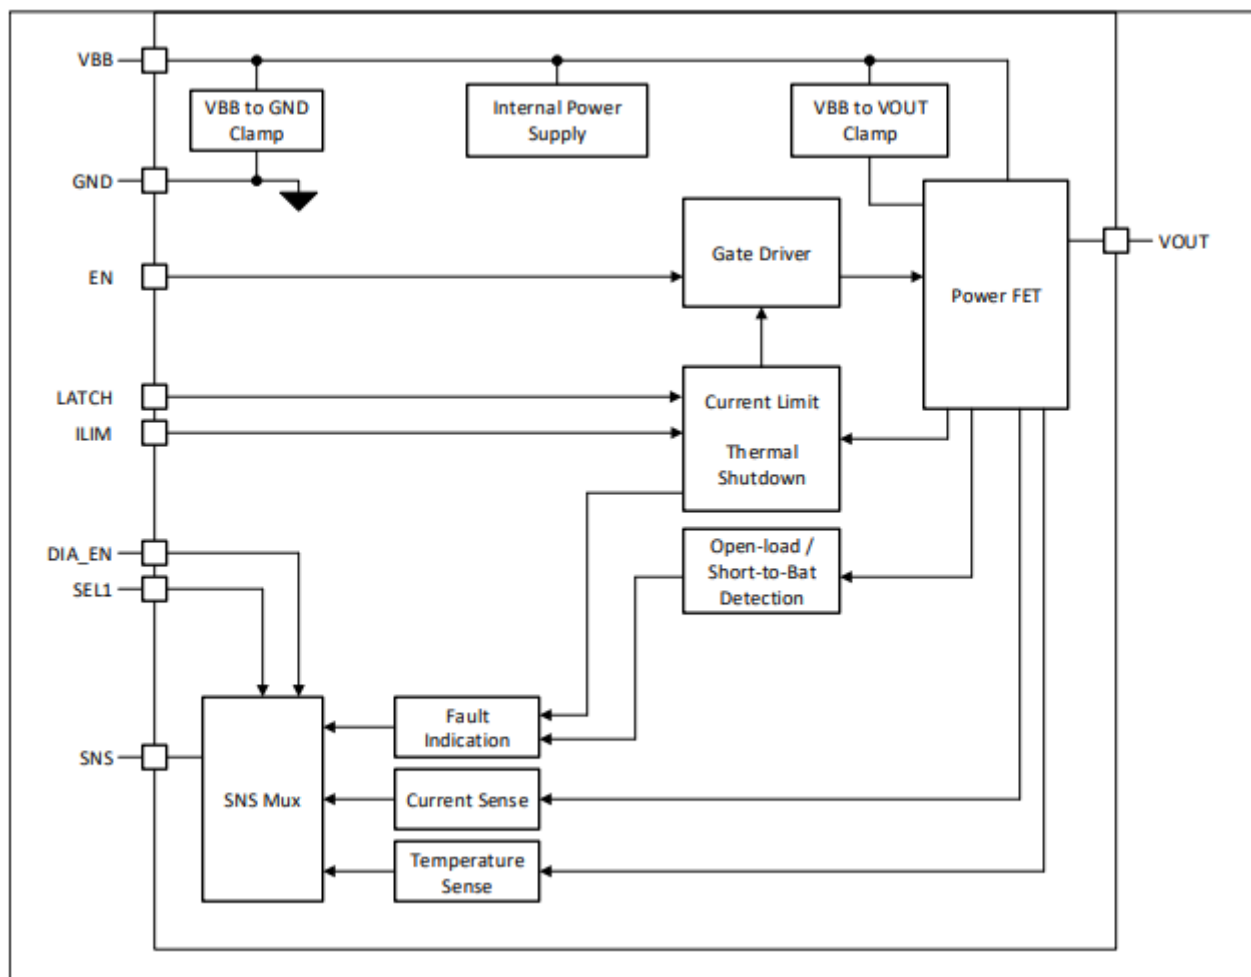 VBB
VBB to GND
Clamp
Internal Power
Supply
VBB to VOUT
Clamp
GND
Gate Driver
VOUT
EN
Power FET
LATCH
ILIM
Current Limit
Thermal
Shutdown
DIA_EN
SEL1
Open-load /
Short-to-Bat
Detection
Fault
Indication
SNS
SNS Mux
Current Sense
Temperature
Sense